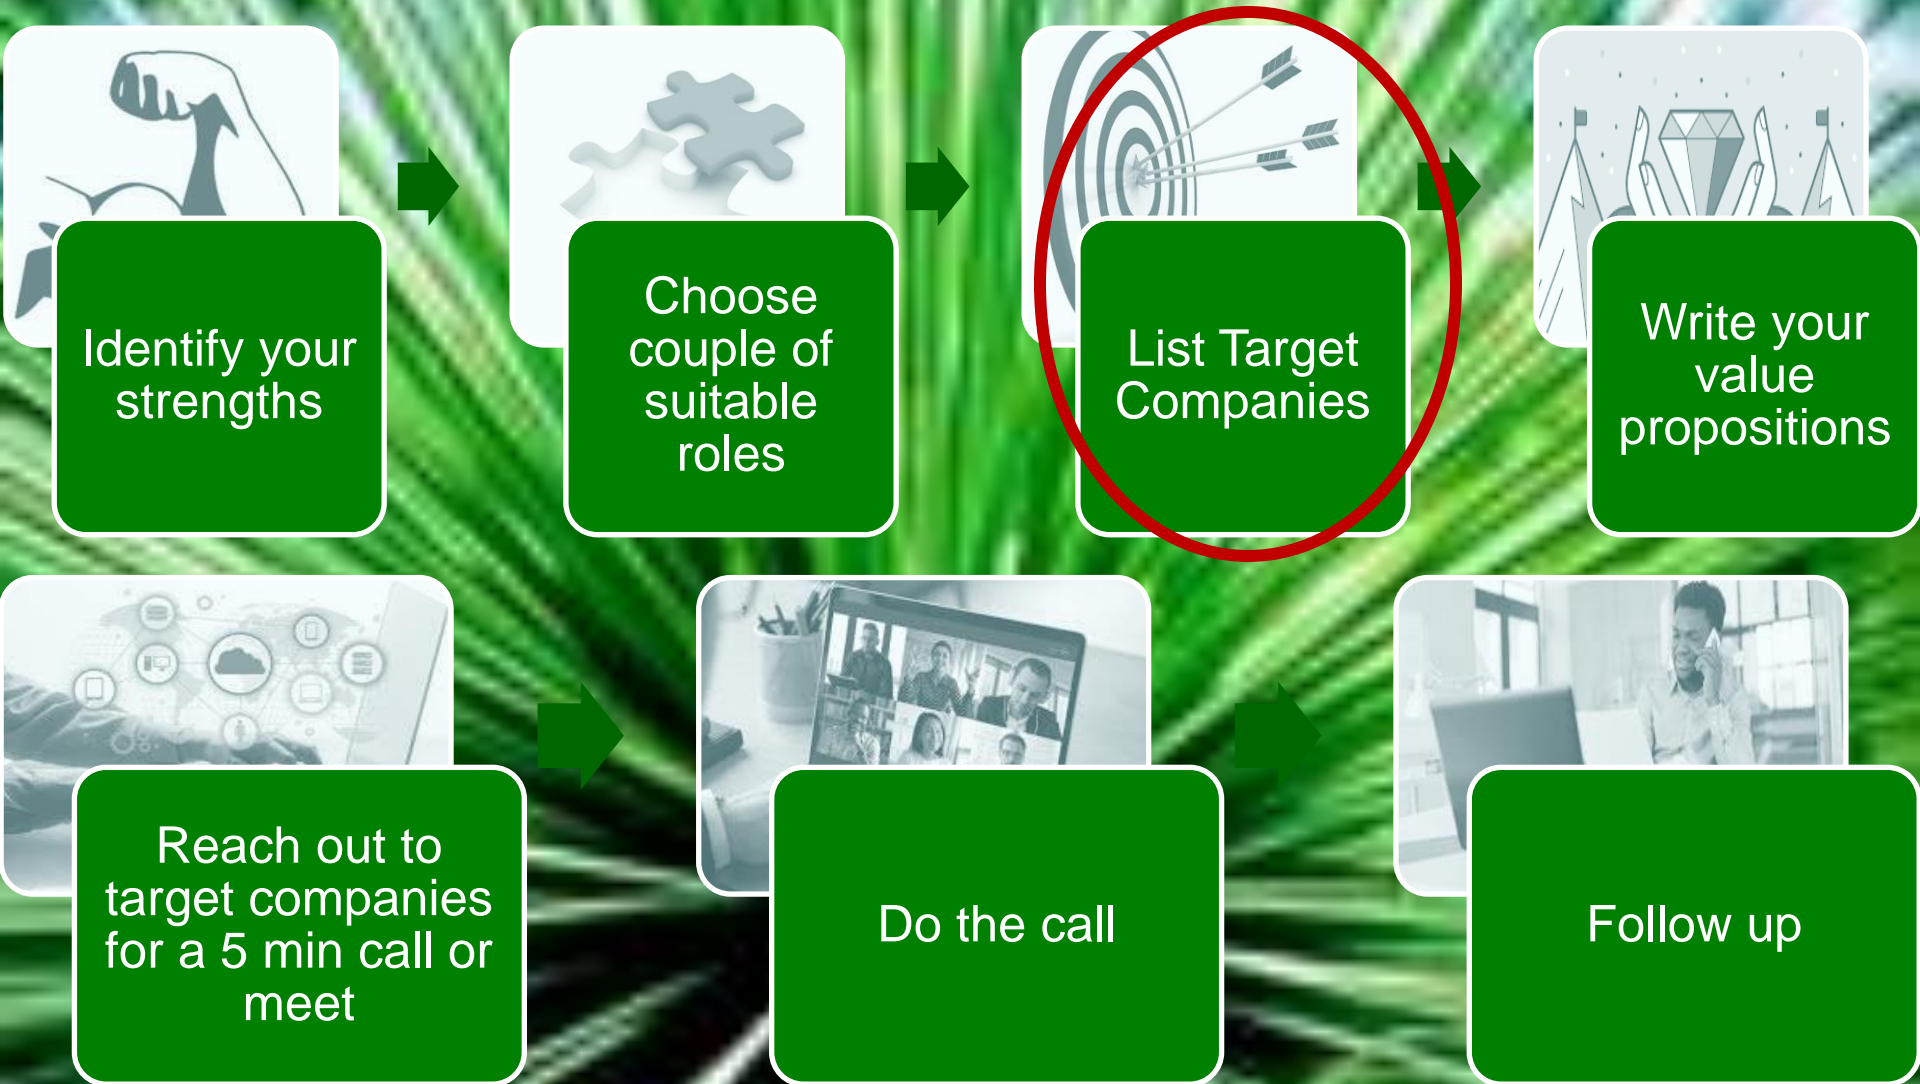 Identify your
strengths
Choose
couple of
suitable
roles
List Target
Companies
Write your
value
propositions
Reach out to
target companies
for a 5 min call or
meet
Do the call
Follow up